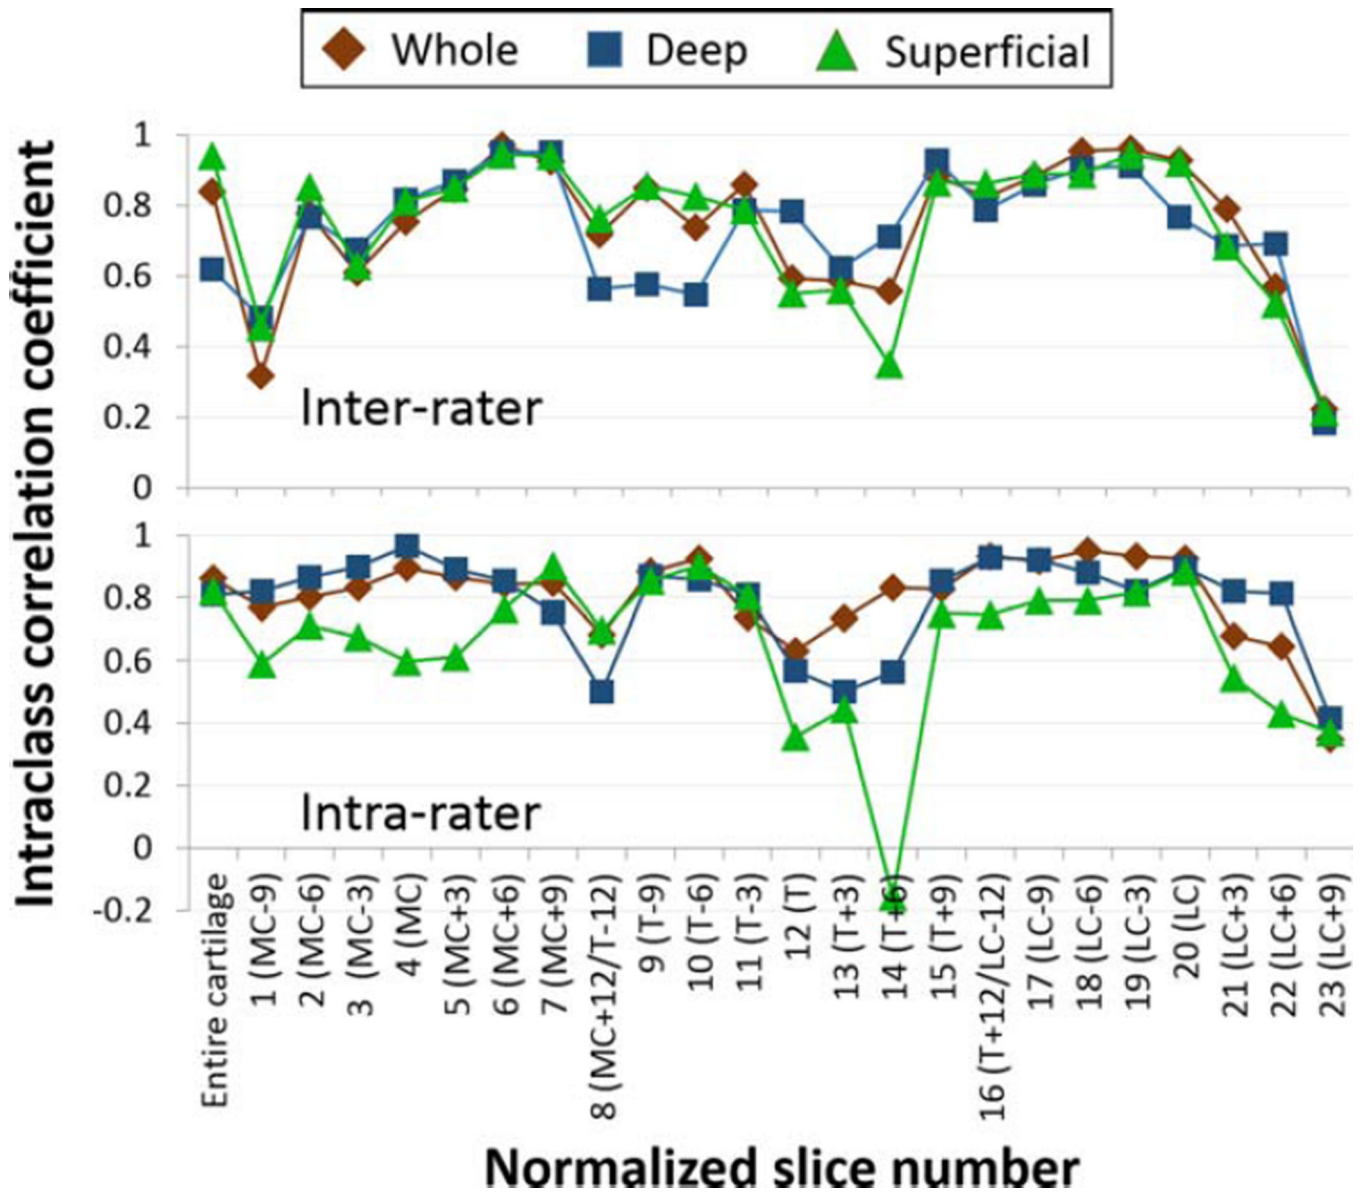 Whole Deep Superficial
Intraclass correlation coefficient
1
0.8
0.6
0.4
0.2
0
Inter-rater
1
0.8
0.6
0.4
0.2
0
-0.2
Intra-rater
Entire cartilage
1 (MC-9)
2 (MC-6)
3 (MC-3)
4 (MC)
5 (MC+3)
6 (MC+6)
7 (MC+9)
8 (MC+12/T-12)
9 (T-9)
10 (T-6)
11 (T-3)
12 (T)
13 (T+3)
14 (T+6)
15 (T+9)
16 (T+12/LC-12)
17 (LC-9)
18 (LC-6)
19 (LC-3)
20 (LC)
21 (LC+3)
22 (LC+6)
23 (LC+9)
Normalized slice number